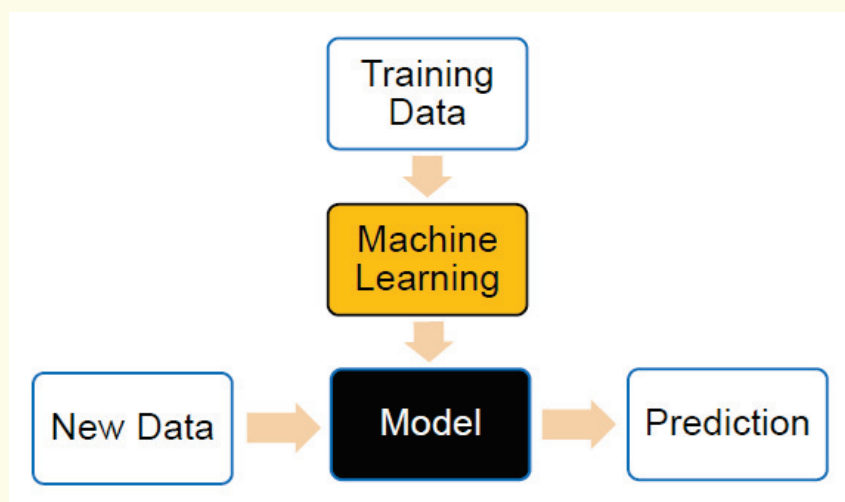 Training
Data
Machine
Learning
New Data
Model
Prediction